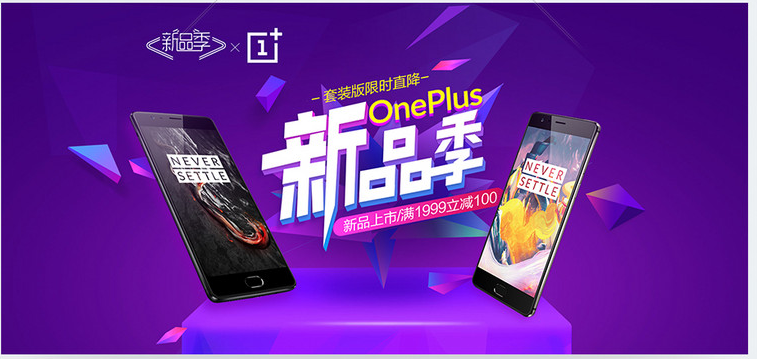 新品季 × 1+
– 套装版限时直降 –
OnePlus
新品季
新品上市/满1999立减100
NEVER
SETTLE
NEVER
SETTLE